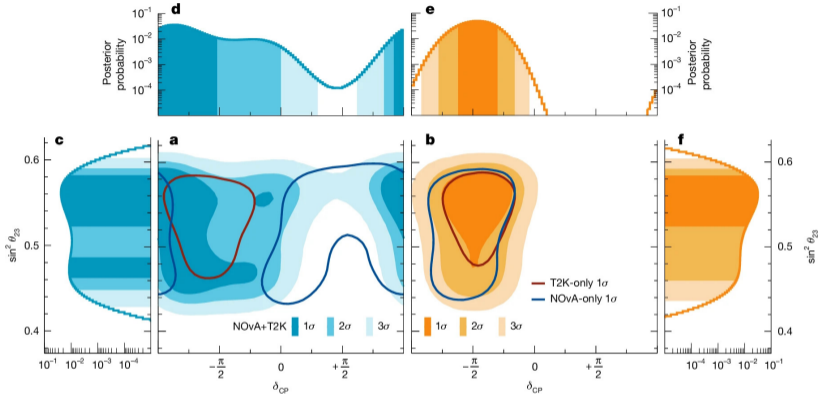 d
e
10⁻¹
10⁻²
10⁻³
10⁻⁴
Posterior
probability
10⁻¹
10⁻²
10⁻³
10⁻⁴
Posterior
probability
c
a
b
f
0.6
0.5
0.4
sin² θ₂₃
0.6
0.5
0.4
sin² θ₂₃
T2K-only 1σ
NOvA-only 1σ
NOvA+T2K 1σ 2σ 3σ
1σ 2σ 3σ
10⁻¹ 10⁻² 10⁻³ 10⁻⁴
−π/2 0 +π/2
δCP
−π/2 0 +π/2
δCP
10⁻⁴ 10⁻³ 10⁻² 10⁻¹